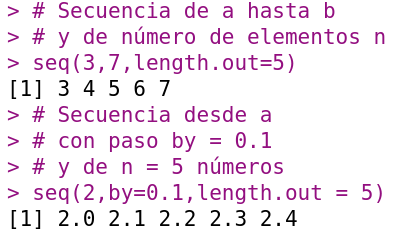 > # Secuencia de a hasta b
> # y de número de elementos n
> seq(3,7,length.out=5)
[1] 3 4 5 6 7
> # Secuencia desde a
> # con paso by = 0.1
> # y de n = 5 números
> seq(2,by=0.1,length.out = 5)
[1] 2.0 2.1 2.2 2.3 2.4